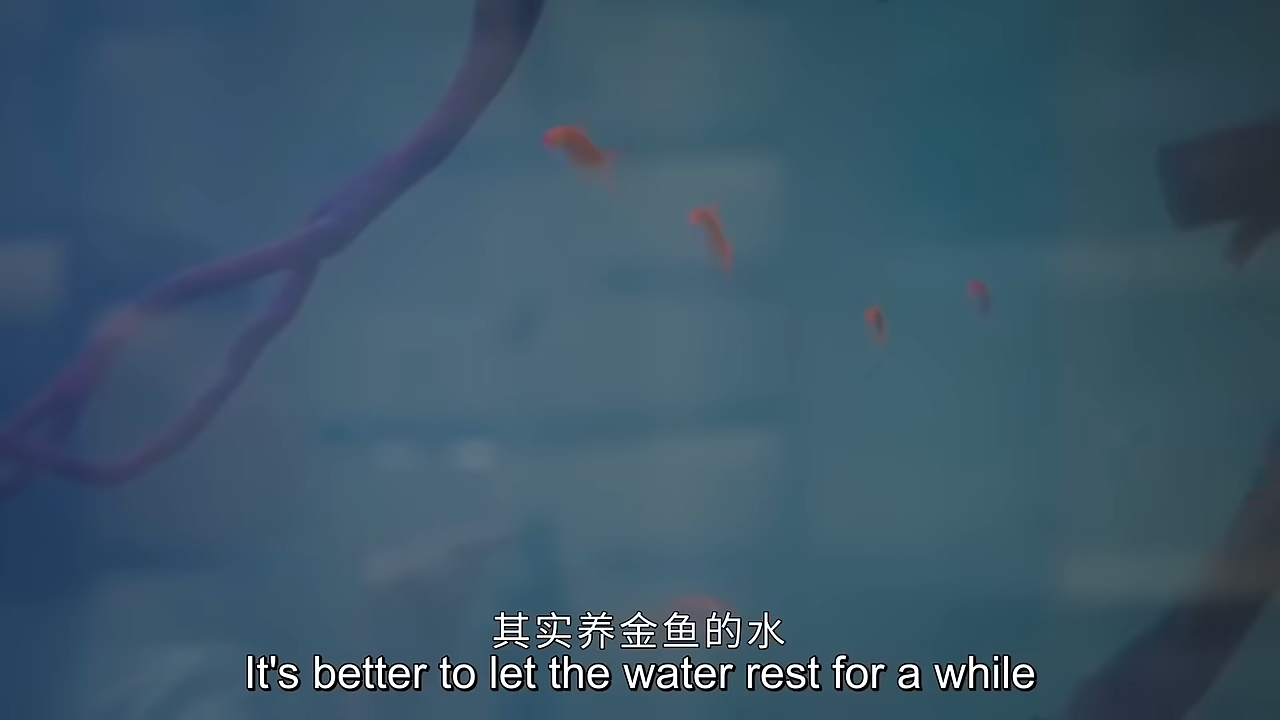 其实养金鱼的水
It's better to let the water rest for a while